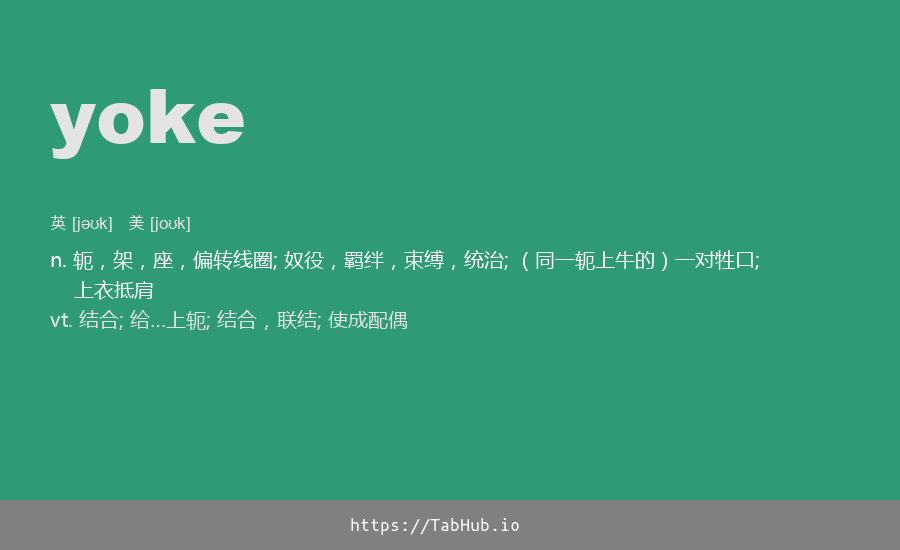 yoke
英 [jəʊk] 美 [joʊk]
n. 轭，架，座，偏转线圈; 奴役，羁绊，束缚，统治; （同一轭上牛的）一对牲口;
上衣抵肩
vt. 结合; 给...上轭; 结合，联结; 使成配偶
https://TabHub.io